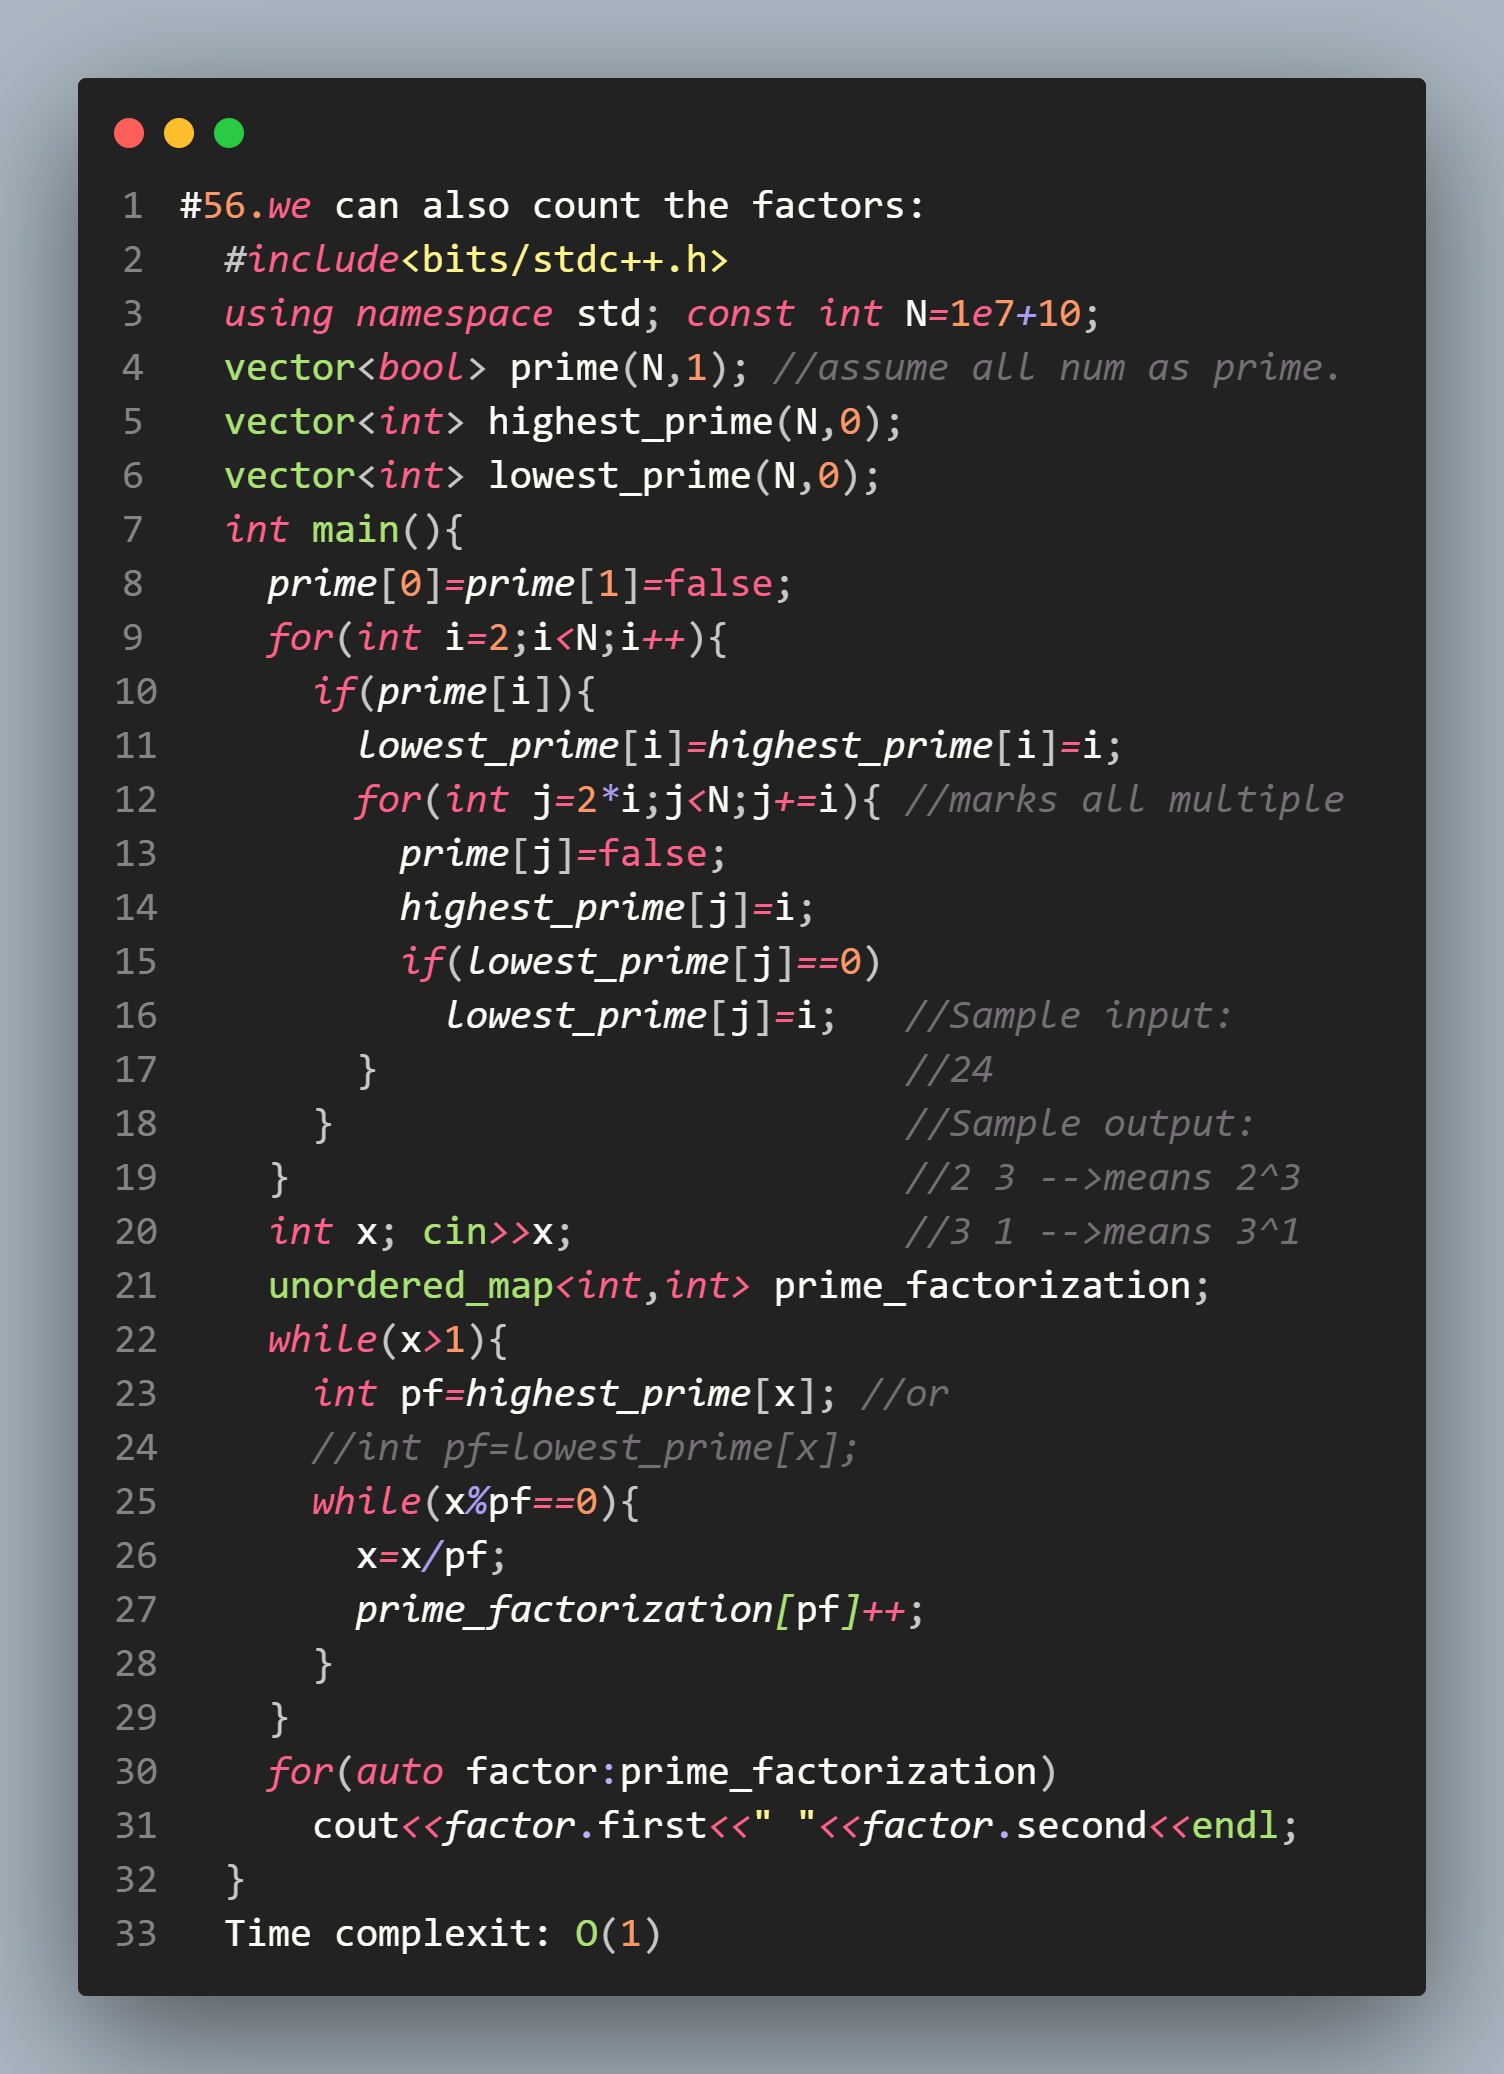 1 #56.we can also count the factors:
2 #include<bits/stdc++.h>
3 using namespace std; const int N=1e7+10;
4 vector<bool> prime(N,1); //assume all num as prime.
5 vector<int> highest_prime(N,0);
6 vector<int> lowest_prime(N,0);
7 int main(){
8 prime[0]=prime[1]=false;
9 for(int i=2;i<N;i++){
10 if(prime[i]){
11 lowest_prime[i]=highest_prime[i]=i;
12 for(int j=2*i;j<N;j+=i){ //marks all multiple
13 prime[j]=false;
14 highest_prime[j]=i;
15 if(lowest_prime[j]==0)
16 lowest_prime[j]=i; //Sample input:
17 } //24
18 } //Sample output:
19 } //2 3 -->means 2^3
20 int x; cin>>x; //3 1 -->means 3^1
21 unordered_map<int,int> prime_factorization;
22 while(x>1){
23 int pf=highest_prime[x]; //or
24 //int pf=lowest_prime[x];
25 while(x%pf==0){
26 x=x/pf;
27 prime_factorization[pf]++;
28 }
29 }
30 for(auto factor:prime_factorization)
31 cout<<factor.first<<" "<<factor.second<<endl;
32 }
33 Time complexit: O(1)